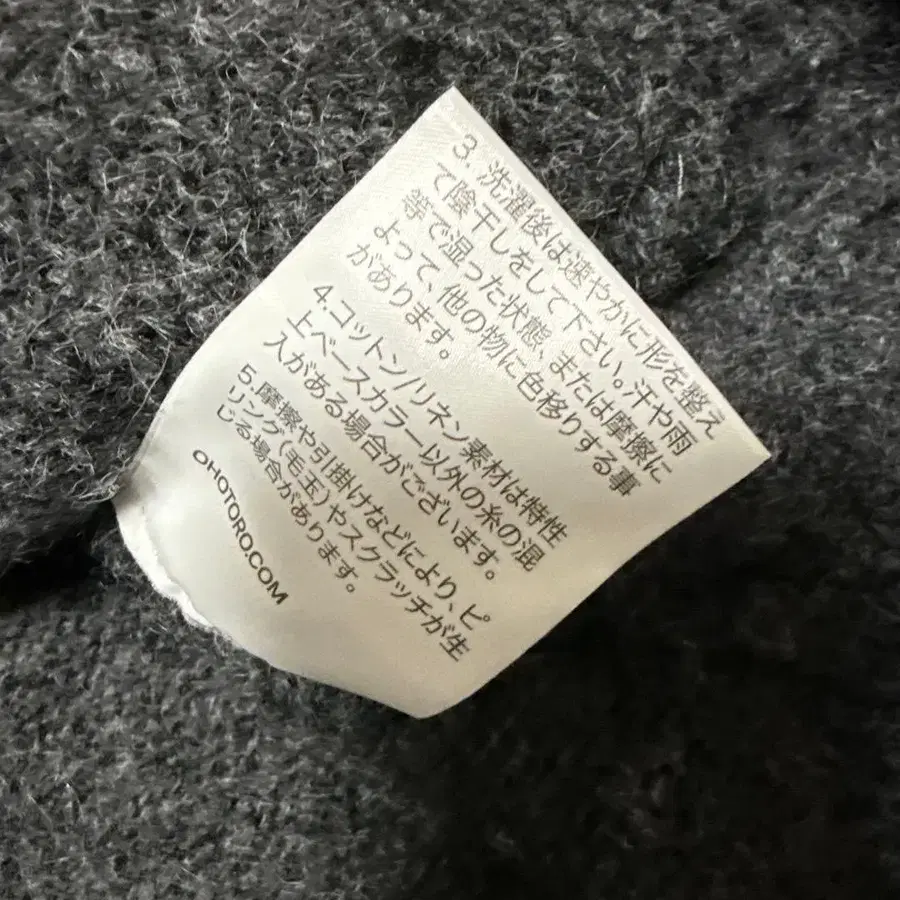 3. 洗濯後は速やかに形を整え
て陰干しをして下さい。汗や雨
等で湿った状態、または摩擦に
よって、他の物に色移りする事
があります。
4.コットン/リネン素材は特性
上ベースカラー以外の糸の混
入がある場合がございます。
5.摩擦や引掛けなどにより、ピ
リング(毛玉)やスクラッチが生
じる場合があります。
OHOTORO.COM